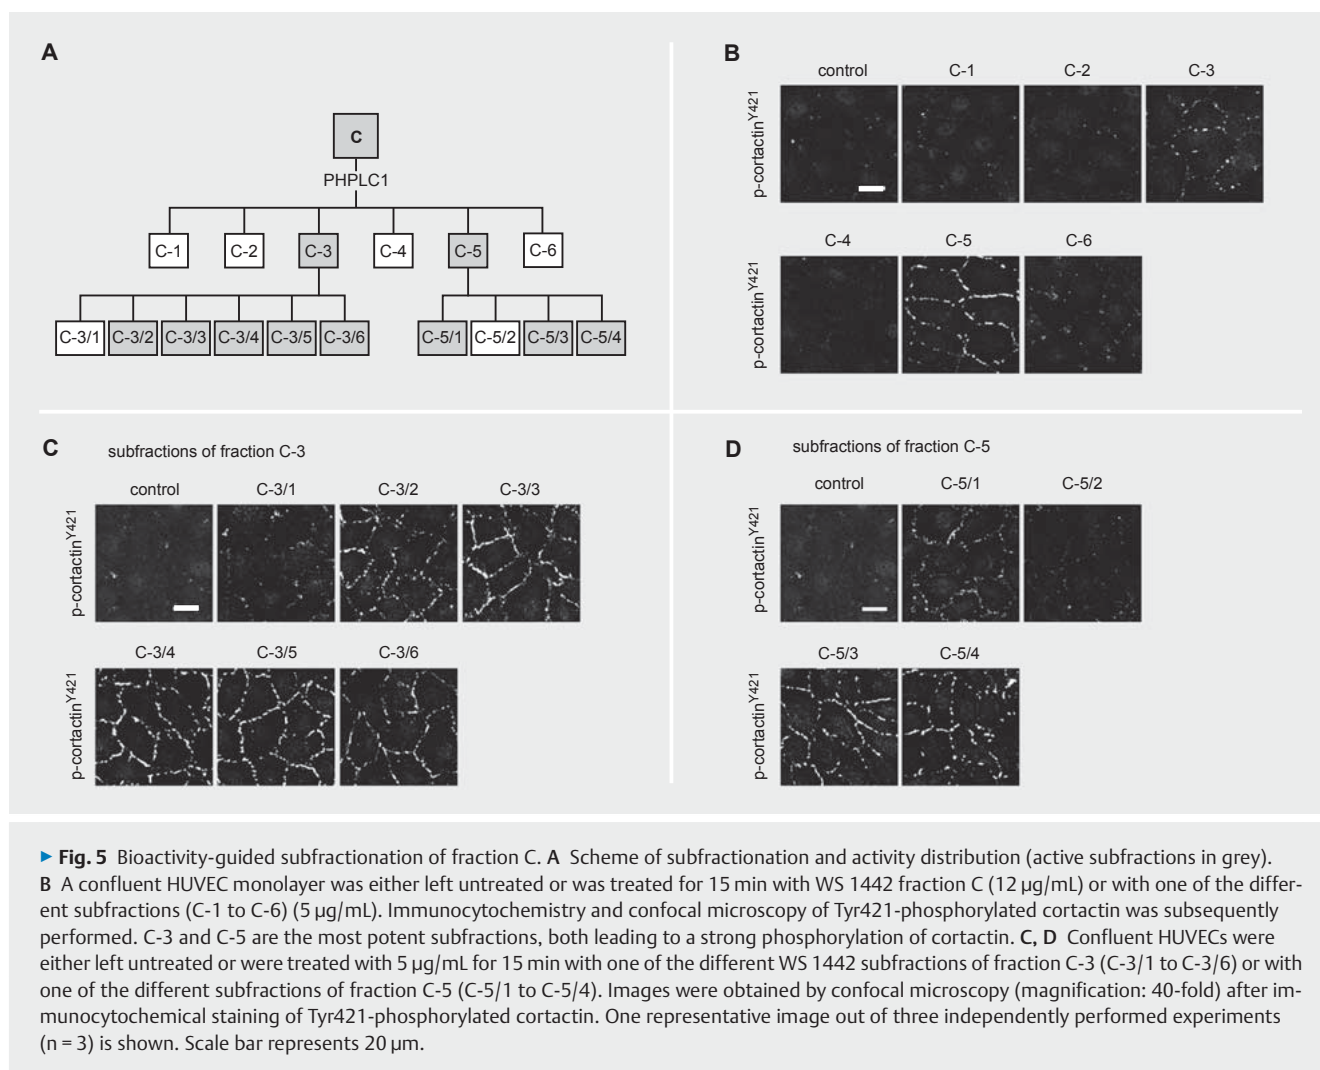 A
C
PHPLC1
C-1 C-2 C-3 C-4 C-5 C-6
C-3/1 C-3/2 C-3/3 C-3/4 C-3/5 C-3/6 C-5/1 C-5/2 C-5/3 C-5/4
B
control C-1 C-2 C-3
p-cortactinY421
C-4 C-5 C-6
p-cortactinY421
C
subfractions of fraction C-3
control C-3/1 C-3/2 C-3/3
p-cortactinY421
C-3/4 C-3/5 C-3/6
p-cortactinY421
D
subfractions of fraction C-5
control C-5/1 C-5/2
p-cortactinY421
C-5/3 C-5/4
p-cortactinY421
▶ Fig. 5 Bioactivity-guided subfractionation of fraction C. A Scheme of subfractionation and activity distribution (active subfractions in grey).
B A confluent HUVEC monolayer was either left untreated or was treated for 15 min with WS 1442 fraction C (12 µg/mL) or with one of the differ-
ent subfractions (C-1 to C-6) (5 µg/mL). Immunocytochemistry and confocal microscopy of Tyr421-phosphorylated cortactin was subsequently
performed. C-3 and C-5 are the most potent subfractions, both leading to a strong phosphorylation of cortactin. C, D Confluent HUVECs were
either left untreated or were treated with 5 µg/mL for 15 min with one of the different WS 1442 subfractions of fraction C-3 (C-3/1 to C-3/6) or with
one of the different subfractions of fraction C-5 (C-5/1 to C-5/4). Images were obtained by confocal microscopy (magnification: 40-fold) after im-
munocytochemical staining of Tyr421-phosphorylated cortactin. One representative image out of three independently performed experiments
(n = 3) is shown. Scale bar represents 20 µm.